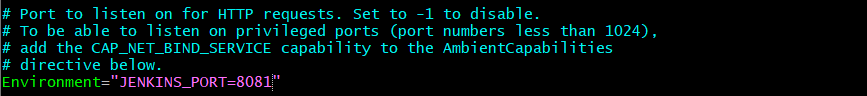 # Port to listen on for HTTP requests. Set to -1 to disable.
# To be able to listen on privileged ports (port numbers less than 1024),
# add the CAP_NET_BIND_SERVICE capability to the AmbientCapabilities
# directive below.
Environment="JENKINS_PORT=8081"